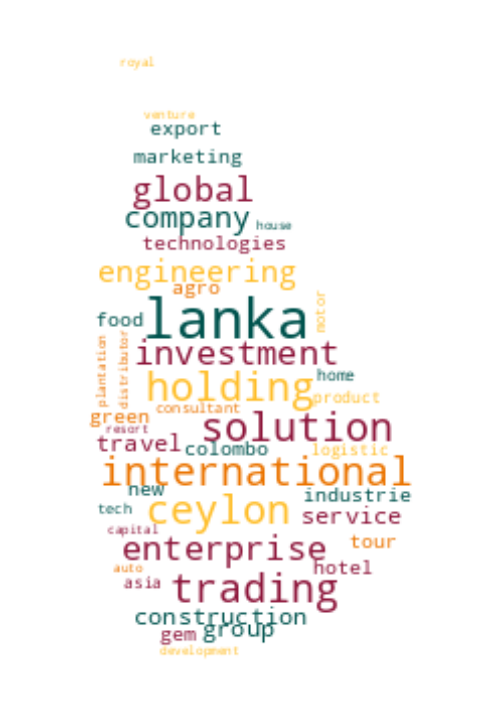 royal
venture
export
marketing
global
company house
technologies
engineering
agro
lanka
food
motor
plantation
distributor
investment
home
holding
product
consultant
green
solution
resort
travel
colombo
logistic
international
new
industrie
tech
ceylon
service
capital
tour
enterprise
auto
hotel
asia
trading
construction
group
gem
development